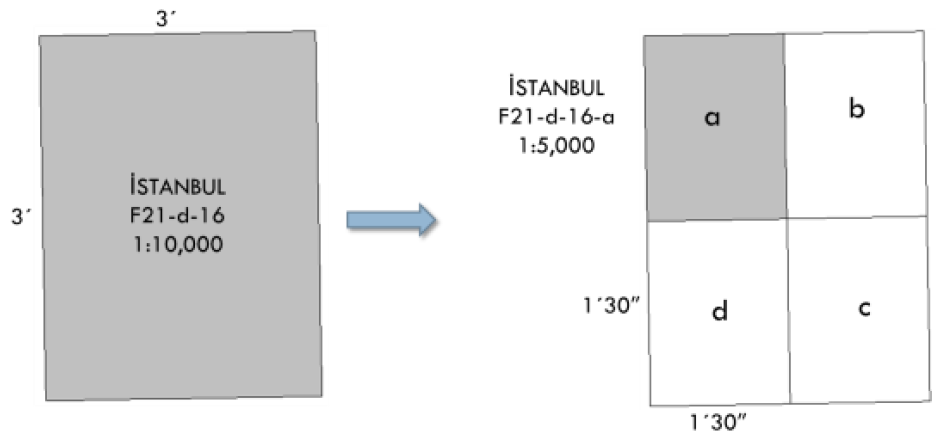 3´
İSTANBUL
F21-d-16
1:10,000
3´
İSTANBUL
F21-d-16-a
1:5,000
a
b
d
c
1´30”
1´30”